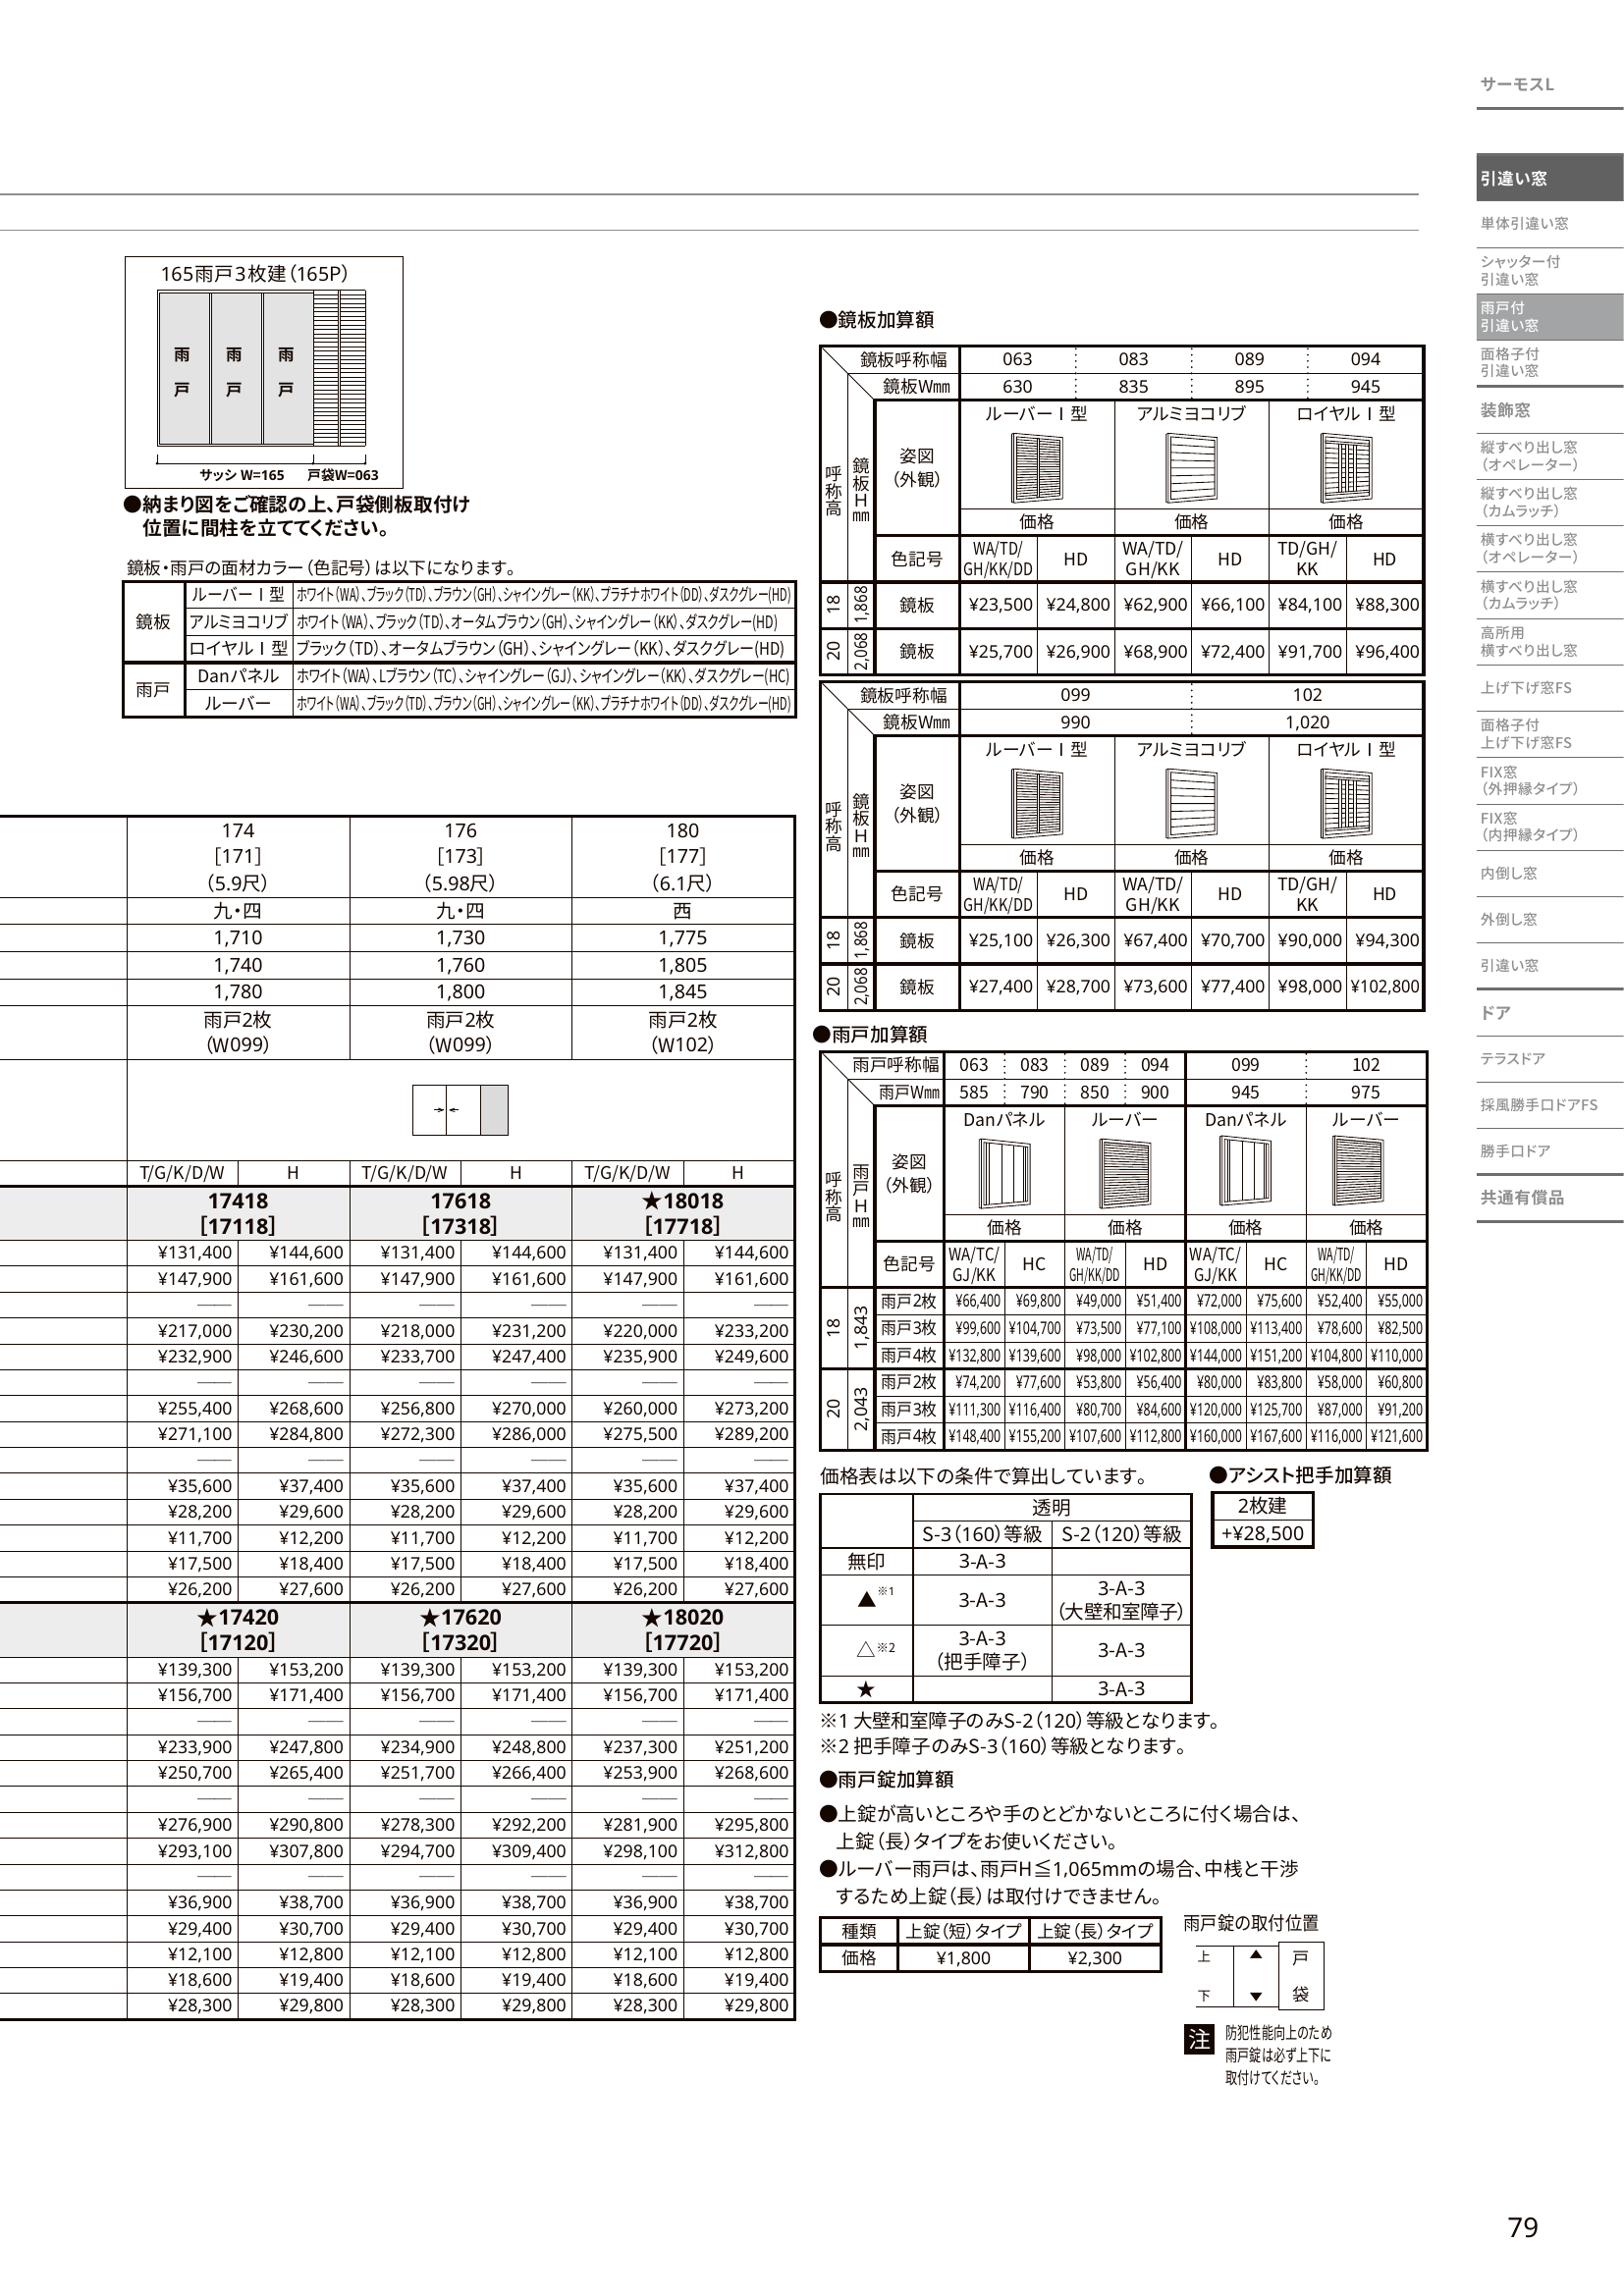 サーモスL
引違い窓
単体引違い窓
シャッター付
引違い窓
雨戸付
引違い窓
面格子付
引違い窓
装飾窓
縦すべり出し窓
（オペレーター）
縦すべり出し窓
（カムラッチ）
横すべり出し窓
（オペレーター）
横すべり出し窓
（カムラッチ）
高所用
横すべり出し窓
上げ下げ窓FS
面格子付
上げ下げ窓FS
FIX窓
（外押縁タイプ）
FIX窓
（内押縁タイプ）
内倒し窓
外倒し窓
引違い窓
ドア
テラスドア
採風勝手口ドアFS
勝手口ドア
共通有償品
165雨戸3枚建（165P）
雨戸 雨戸 雨戸
サッシ W=165 戸袋W=063
●納まり図をご確認の上、戸袋側板取付け
位置に間柱を立ててください。
鏡板・雨戸の面材カラー（色記号）は以下になります。
鏡板 ルーバーⅠ型 ホワイト（WA）、ブラック（TD）、ブラウン（GH）、シャイングレー（KK）、プラチナホワイト（DD）、ダスクグレー(HD)
アルミヨコリブ ホワイト（WA）、ブラック（TD）、オータムブラウン（GH）、シャイングレー（KK）、ダスクグレー(HD)
ロイヤルⅠ型 ブラック（TD）、オータムブラウン（GH）、シャイングレー（KK）、ダスクグレー(HD)
雨戸 Danパネル ホワイト（WA）、Lブラウン（TC）、シャイングレー（GJ）、シャイングレー（KK）、ダスクグレー(HC)
ルーバー ホワイト（WA）、ブラック（TD）、ブラウン（GH）、シャイングレー（KK）、プラチナホワイト（DD）、ダスクグレー(HD)
174 176 180
［171］ ［173］ ［177］
（5.9尺） （5.98尺） （6.1尺）
九・四 九・四 西
1,710 1,730 1,775
1,740 1,760 1,805
1,780 1,800 1,845
雨戸2枚 雨戸2枚 雨戸2枚
（W099） （W099） （W102）
T/G/K/D/W H T/G/K/D/W H T/G/K/D/W H
17418 17618 ★18018
［17118］ ［17318］ ［17718］
¥131,400 ¥144,600 ¥131,400 ¥144,600 ¥131,400 ¥144,600
¥147,900 ¥161,600 ¥147,900 ¥161,600 ¥147,900 ¥161,600
—— —— —— —— —— ——
¥217,000 ¥230,200 ¥218,000 ¥231,200 ¥220,000 ¥233,200
¥232,900 ¥246,600 ¥233,700 ¥247,400 ¥235,900 ¥249,600
—— —— —— —— —— ——
¥255,400 ¥268,600 ¥256,800 ¥270,000 ¥260,000 ¥273,200
¥271,100 ¥284,800 ¥272,300 ¥286,000 ¥275,500 ¥289,200
—— —— —— —— —— ——
¥35,600 ¥37,400 ¥35,600 ¥37,400 ¥35,600 ¥37,400
¥28,200 ¥29,600 ¥28,200 ¥29,600 ¥28,200 ¥29,600
¥11,700 ¥12,200 ¥11,700 ¥12,200 ¥11,700 ¥12,200
¥17,500 ¥18,400 ¥17,500 ¥18,400 ¥17,500 ¥18,400
¥26,200 ¥27,600 ¥26,200 ¥27,600 ¥26,200 ¥27,600
★17420 ★17620 ★18020
［17120］ ［17320］ ［17720］
¥139,300 ¥153,200 ¥139,300 ¥153,200 ¥139,300 ¥153,200
¥156,700 ¥171,400 ¥156,700 ¥171,400 ¥156,700 ¥171,400
—— —— —— —— —— ——
¥233,900 ¥247,800 ¥234,900 ¥248,800 ¥237,300 ¥251,200
¥250,700 ¥265,400 ¥251,700 ¥266,400 ¥253,900 ¥268,600
—— —— —— —— —— ——
¥276,900 ¥290,800 ¥278,300 ¥292,200 ¥281,900 ¥295,800
¥293,100 ¥307,800 ¥294,700 ¥309,400 ¥298,100 ¥312,800
—— —— —— —— —— ——
¥36,900 ¥38,700 ¥36,900 ¥38,700 ¥36,900 ¥38,700
¥29,400 ¥30,700 ¥29,400 ¥30,700 ¥29,400 ¥30,700
¥12,100 ¥12,800 ¥12,100 ¥12,800 ¥12,100 ¥12,800
¥18,600 ¥19,400 ¥18,600 ¥19,400 ¥18,600 ¥19,400
¥28,300 ¥29,800 ¥28,300 ¥29,800 ¥28,300 ¥29,800
●鏡板加算額
鏡板呼称幅 063 083 089 094
鏡板W㎜ 630 835 895 945
呼称高 鏡板H㎜ 姿図 ルーバーⅠ型 アルミヨコリブ ロイヤルⅠ型
（外観）
価格 価格 価格
色記号 WA/TD/ HD WA/TD/ HD TD/GH/ HD
GH/KK/DD GH/KK KK
18 1,868 鏡板 ¥23,500 ¥24,800 ¥62,900 ¥66,100 ¥84,100 ¥88,300
20 2,068 鏡板 ¥25,700 ¥26,900 ¥68,900 ¥72,400 ¥91,700 ¥96,400
鏡板呼称幅 099 102
鏡板W㎜ 990 1,020
呼称高 鏡板H㎜ 姿図 ルーバーⅠ型 アルミヨコリブ ロイヤルⅠ型
（外観）
価格 価格 価格
色記号 WA/TD/ HD WA/TD/ HD TD/GH/ HD
GH/KK/DD GH/KK KK
18 1,868 鏡板 ¥25,100 ¥26,300 ¥67,400 ¥70,700 ¥90,000 ¥94,300
20 2,068 鏡板 ¥27,400 ¥28,700 ¥73,600 ¥77,400 ¥98,000 ¥102,800
●雨戸加算額
雨戸呼称幅 063 083 089 094 099 102
雨戸W㎜ 585 790 850 900 945 975
呼称高 雨戸H㎜ 姿図 Danパネル ルーバー Danパネル ルーバー
（外観）
価格 価格 価格 価格
色記号 WA/TC/ HC WA/TD/ HD WA/TC/ HC WA/TD/ HD
GJ/KK GH/KK/DD GJ/KK GH/KK/DD
18 1,843 雨戸2枚 ¥66,400 ¥69,800 ¥49,000 ¥51,400 ¥72,000 ¥75,600 ¥52,400 ¥55,000
雨戸3枚 ¥99,600 ¥104,700 ¥73,500 ¥77,100 ¥108,000 ¥113,400 ¥78,600 ¥82,500
雨戸4枚 ¥132,800 ¥139,600 ¥98,000 ¥102,800 ¥144,000 ¥151,200 ¥104,800 ¥110,000
20 2,043 雨戸2枚 ¥74,200 ¥77,600 ¥53,800 ¥56,400 ¥80,000 ¥83,800 ¥58,000 ¥60,800
雨戸3枚 ¥111,300 ¥116,400 ¥80,700 ¥84,600 ¥120,000 ¥125,700 ¥87,000 ¥91,200
雨戸4枚 ¥148,400 ¥155,200 ¥107,600 ¥112,800 ¥160,000 ¥167,600 ¥116,000 ¥121,600
価格表は以下の条件で算出しています。
透明
S-3（160）等級 S-2（120）等級
無印 3-A-3
▲※1 3-A-3 3-A-3
（大壁和室障子）
△※2 3-A-3 3-A-3
（把手障子）
★ 3-A-3
●アシスト把手加算額
2枚建
+¥28,500
※1 大壁和室障子のみS-2（120）等級となります。
※2 把手障子のみS-3（160）等級となります。
●雨戸錠加算額
●上錠が高いところや手のとどかないところに付く場合は、
上錠（長）タイプをお使いください。
●ルーバー雨戸は、雨戸H≦1,065mmの場合、中桟と干渉
するため上錠（長）は取付けできません。
種類 上錠（短）タイプ 上錠（長）タイプ
価格 ¥1,800 ¥2,300
雨戸錠の取付位置
上 ▲ 戸
下 ▼ 袋
注 防犯性能向上のため
雨戸錠は必ず上下に
取付けてください。
79